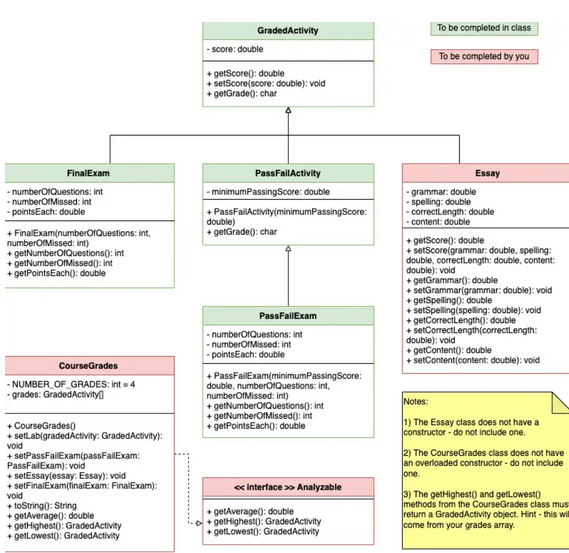 GradedActivity
- score: double
+ getScore(): double
+ setScore(score: double): void
+ getGrade(): char
To be completed in class
To be completed by you
FinalExam
- numberOfQuestions: int
- numberOfMissed: int
- pointsEach: double
+ FinalExam(numberOfQuestions: int,
numberOfMissed: int)
+ getNumberOfQuestions(): int
+ getNumberOfMissed(): int
+ getPointsEach(): double
PassFailActivity
- minimumPassingScore: double
+ PassFailActivity(minimumPassingScore:
double)
+ getGrade(): char
Essay
- grammar: double
- spelling: double
- correctLength: double
- content: double
+ getScore(): double
+ setScore(grammar: double, spelling:
double, correctLength: double, content:
double): void
+ getGrammar(): double
+ setGrammar(grammar: double): void
+ getSpelling(): double
+ setSpelling(spelling: double): void
+ getCorrectLength(): double
+ setCorrectLength(correctLength:
double): void
+ getContent(): double
+ setContent(content: double): void
PassFailExam
- numberOfQuestions: int
- numberOfMissed: int
- pointsEach: double
+ PassFailExam(minimumPassingScore:
double, numberOfQuestions: int,
numberOfMissed: int)
+ getNumberOfQuestions(): int
+ getNumberOfMissed(): int
+ getPointsEach(): double
CourseGrades
- NUMBER_OF_GRADES: int = 4
- grades: GradedActivity[]
+ CourseGrades()
+ setLab(gradedActivity: GradedActivity):
void
+ setPassFailExam(passFailExam:
PassFailExam): void
+ setEssay(essay: Essay): void
+ setFinalExam(finalExam: FinalExam):
void
+ toString(): String
+ getAverage(): double
+ getHighest(): GradedActivity
+ getLowest(): GradedActivity
<< interface >> Analyzable
+ getAverage(): double
+ getHighest(): GradedActivity
+ getLowest(): GradedActivity
Notes:
1) The Essay class does not have a
constructor - do not include one.
2) The CourseGrades class does not have
an overloaded constructor - do not include
one.
3) The getHighest() and getLowest()
methods from the CourseGrades class must
return a GradedActivity object. Hint - this wil
come from your grades array.